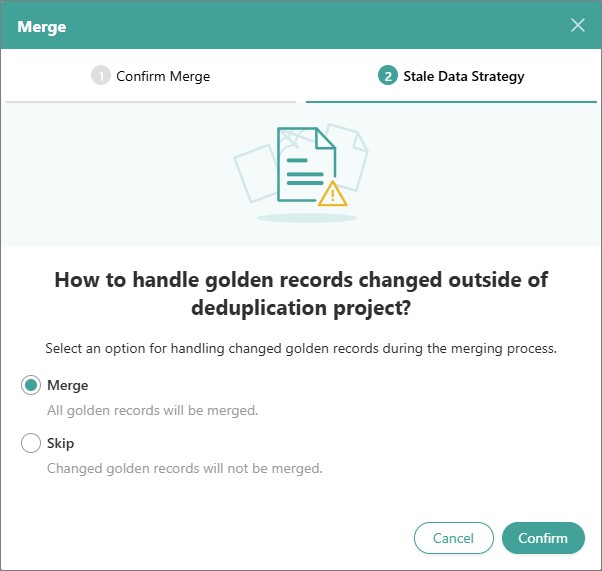 Merge
1 Confirm Merge
2 Stale Data Strategy
How to handle golden records changed outside of
deduplication project?
Select an option for handling changed golden records during the merging process.
Merge
All golden records will be merged.
Skip
Changed golden records will not be merged.
Cancel
Confirm